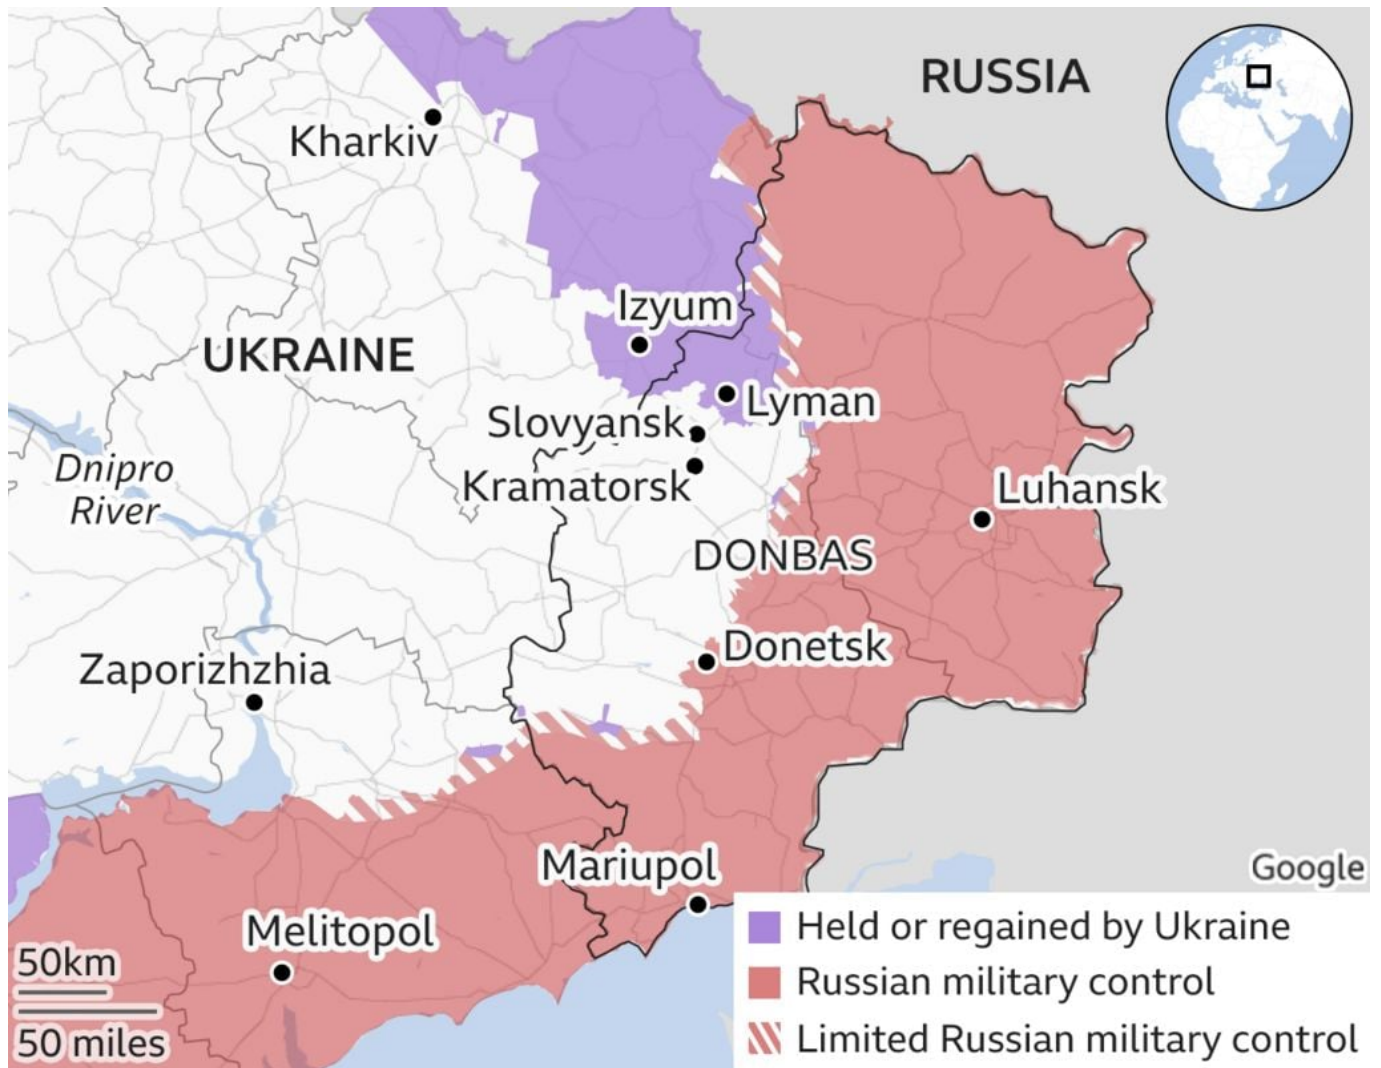 RUSSIA
Kharkiv
Izyum
UKRAINE
Lyman
Slovyansk
Kramatorsk
Dnipro
River
Luhansk
DONBAS
Donetsk
Zaporizhzhia
Mariupol
Google
Melitopol
Held or regained by Ukraine
50km
Russian military control
50 miles
Limited Russian military control